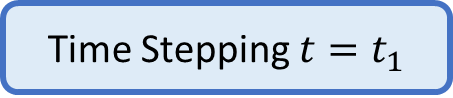 Time Stepping t = t₁